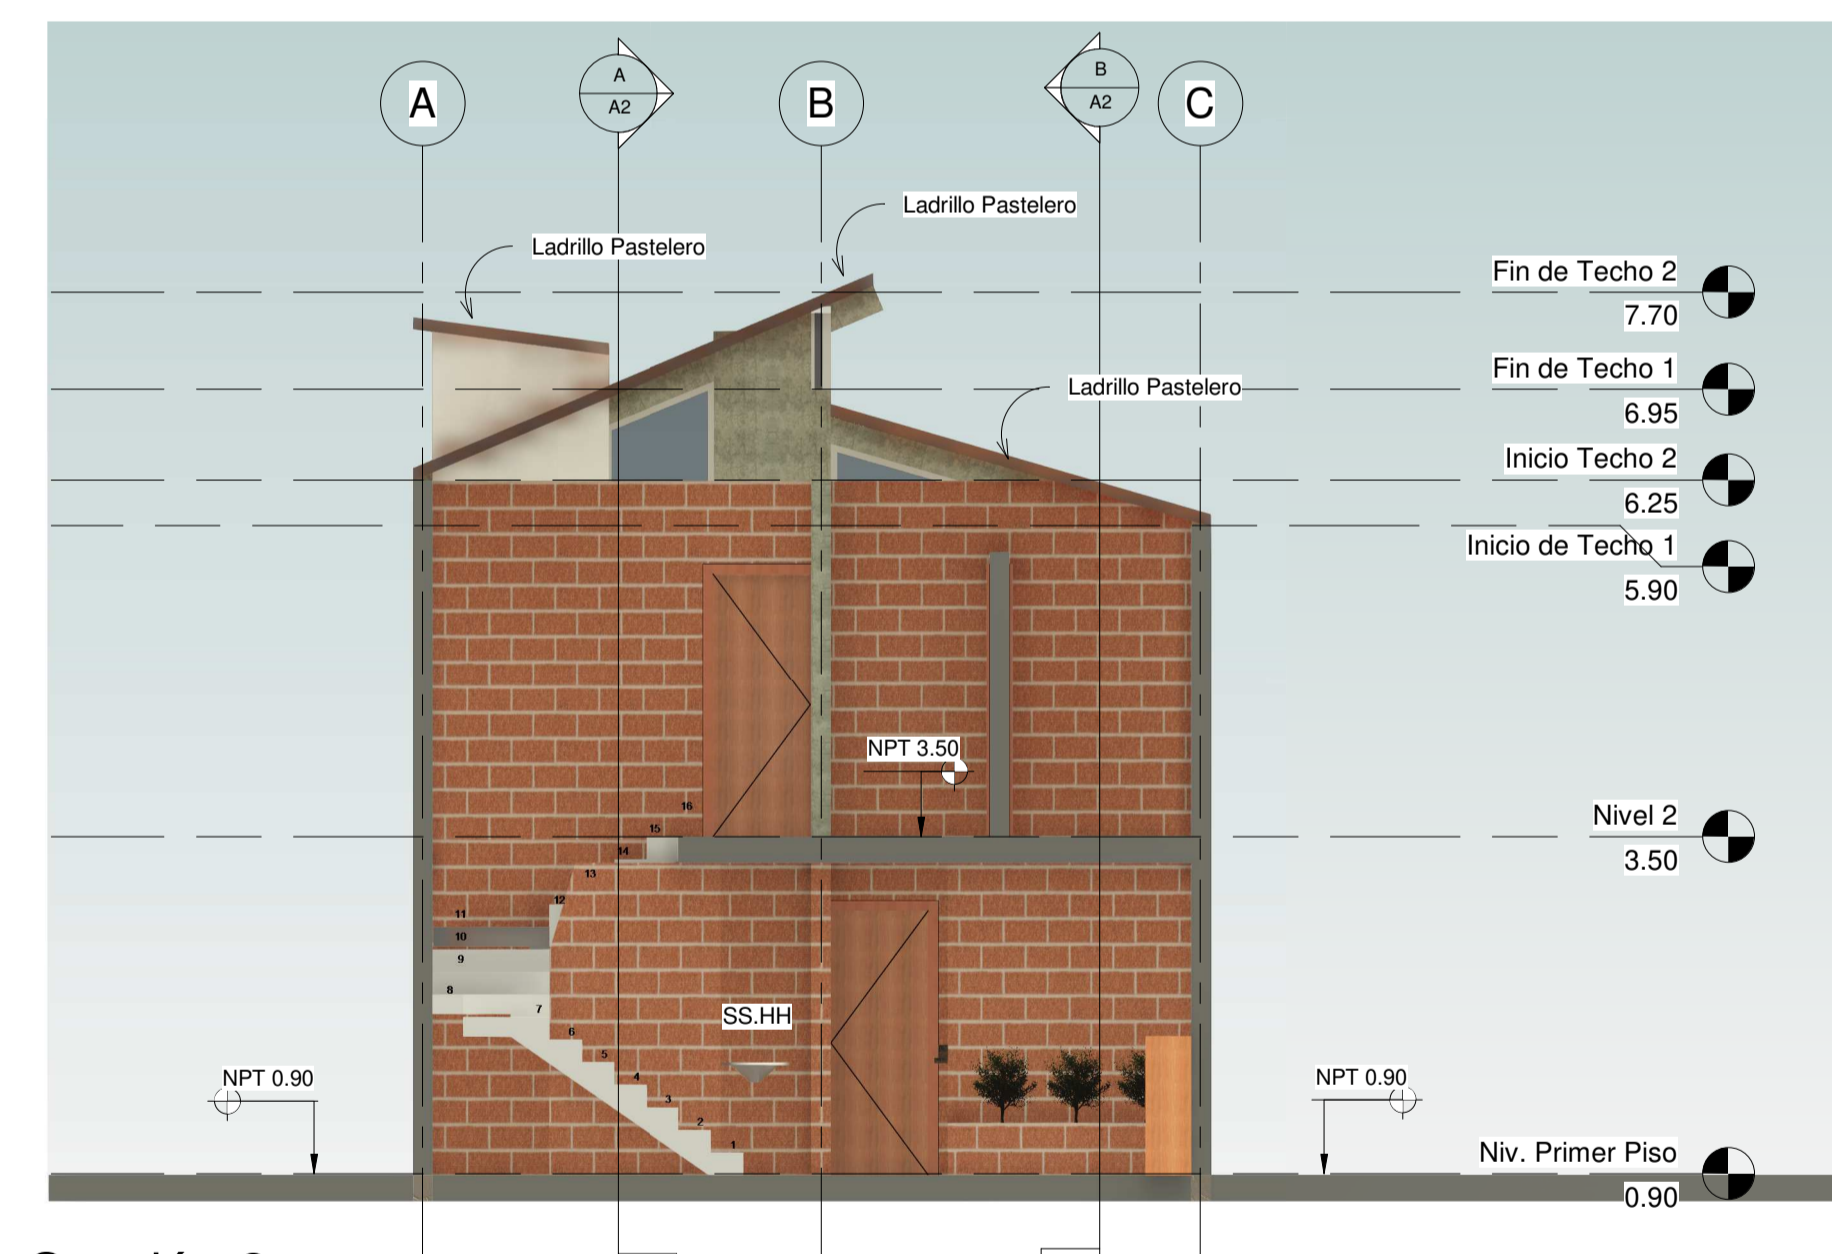 A
A
A2
B
B
A2
C
Ladrillo Pastelero
Ladrillo Pastelero
Ladrillo Pastelero
Fin de Techo 2
7.70
Fin de Techo 1
6.95
Inicio Techo 2
6.25
Inicio de Techo 1
5.90
NPT 3.50
Nivel 2
3.50
16
15
14
13
12
11
10
9
8
7
6
5
4
3
2
1
SS.HH
NPT 0.90
NPT 0.90
Niv. Primer Piso
0.90